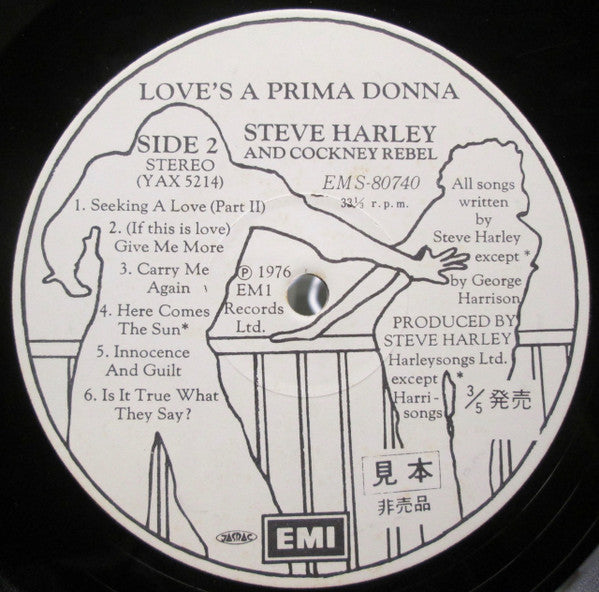 LOVE'S A PRIMA DONNA
SIDE 2
STEREO
(YAX 5214)
STEVE HARLEY
AND COCKNEY REBEL
EMS-80740
33⅓ r.p.m.
1. Seeking A Love (Part II)
2. (If this is love)
Give Me More
3. Carry Me
Again
4. Here Comes
The Sun*
5. Innocence
And Guilt
6. Is It True What
They Say?
Ⓟ 1976
EMI
Records
Ltd.
All songs
written
by
Steve Harley
except *
by George
Harrison
PRODUCED BY
STEVE HARLEY
Harleysongs Ltd.
except *
Harri-
songs
3/5 発売
見本
非売品
JASRAC
EMI